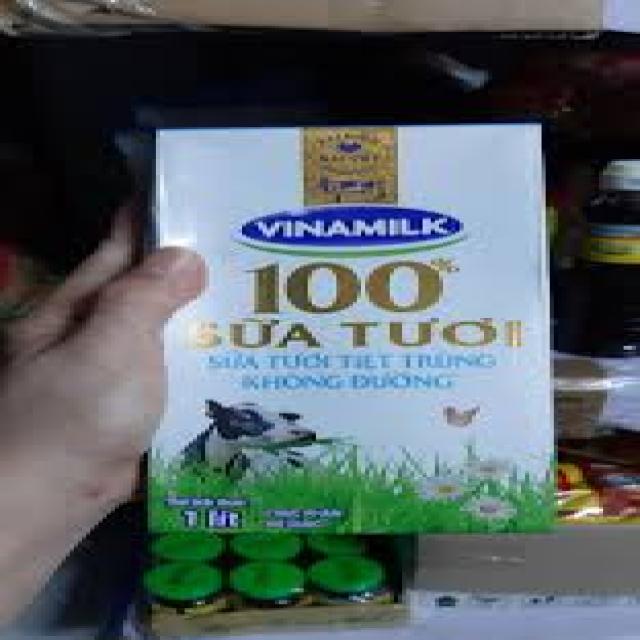 VINAMILK
100%
SỮA TƯƠI
SỮA TƯƠI TIỆT TRÙNG
KHÔNG ĐƯỜNG
1 lít